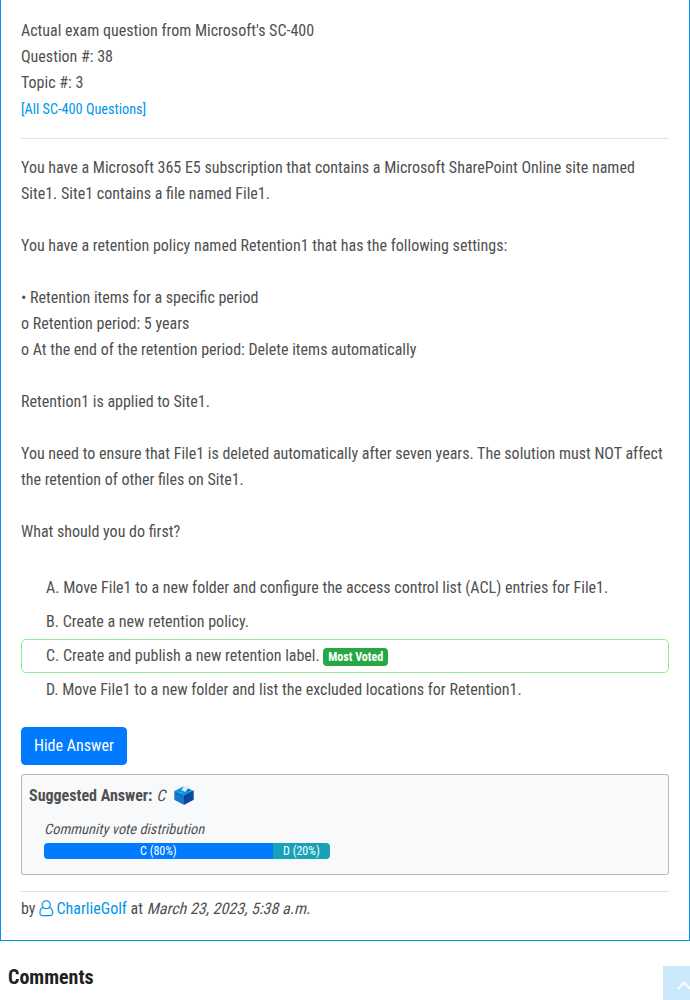 Actual exam question from Microsoft's SC-400
Question #: 38
Topic #: 3
[All SC-400 Questions]
You have a Microsoft 365 E5 subscription that contains a Microsoft SharePoint Online site named
Site1. Site1 contains a file named File1.
You have a retention policy named Retention1 that has the following settings:
• Retention items for a specific period
o Retention period: 5 years
o At the end of the retention period: Delete items automatically
Retention1 is applied to Site1.
You need to ensure that File1 is deleted automatically after seven years. The solution must NOT affect
the retention of other files on Site1.
What should you do first?
A. Move File1 to a new folder and configure the access control list (ACL) entries for File1.
B. Create a new retention policy.
C. Create and publish a new retention label. Most Voted
D. Move File1 to a new folder and list the excluded locations for Retention1.
Hide Answer
Suggested Answer: C
Community vote distribution
C (80%) D (20%)
by CharlieGolf at March 23, 2023, 5:38 a.m.
Comments